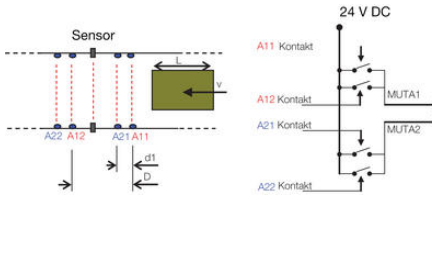 24 V DC
Sensor
A11 Kontakt
L
v
A12 Kontakt
MUTA1
A21 Kontakt
MUTA2
A22 A12 A21 A11
d1
D
A22 Kontakt